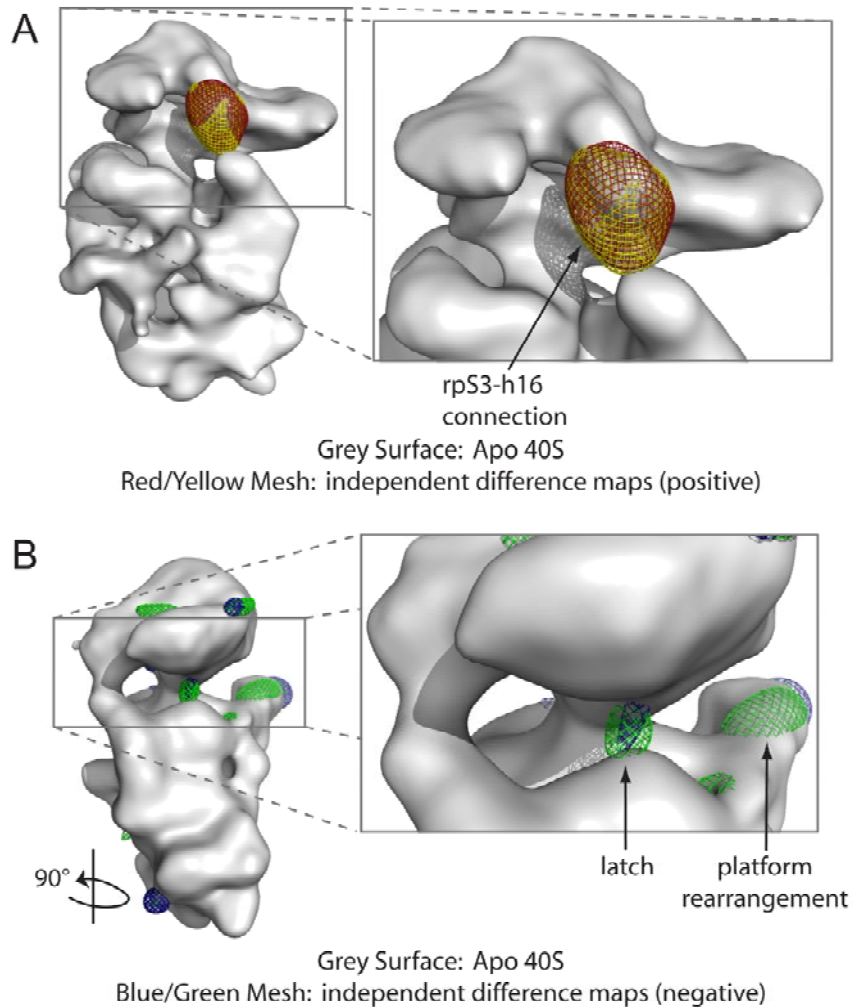 A
rpS3-h16
connection
Grey Surface: Apo 40S
Red/Yellow Mesh: independent difference maps (positive)
B
90°
latch
platform
rearrangement
Grey Surface: Apo 40S
Blue/Green Mesh: independent difference maps (negative)